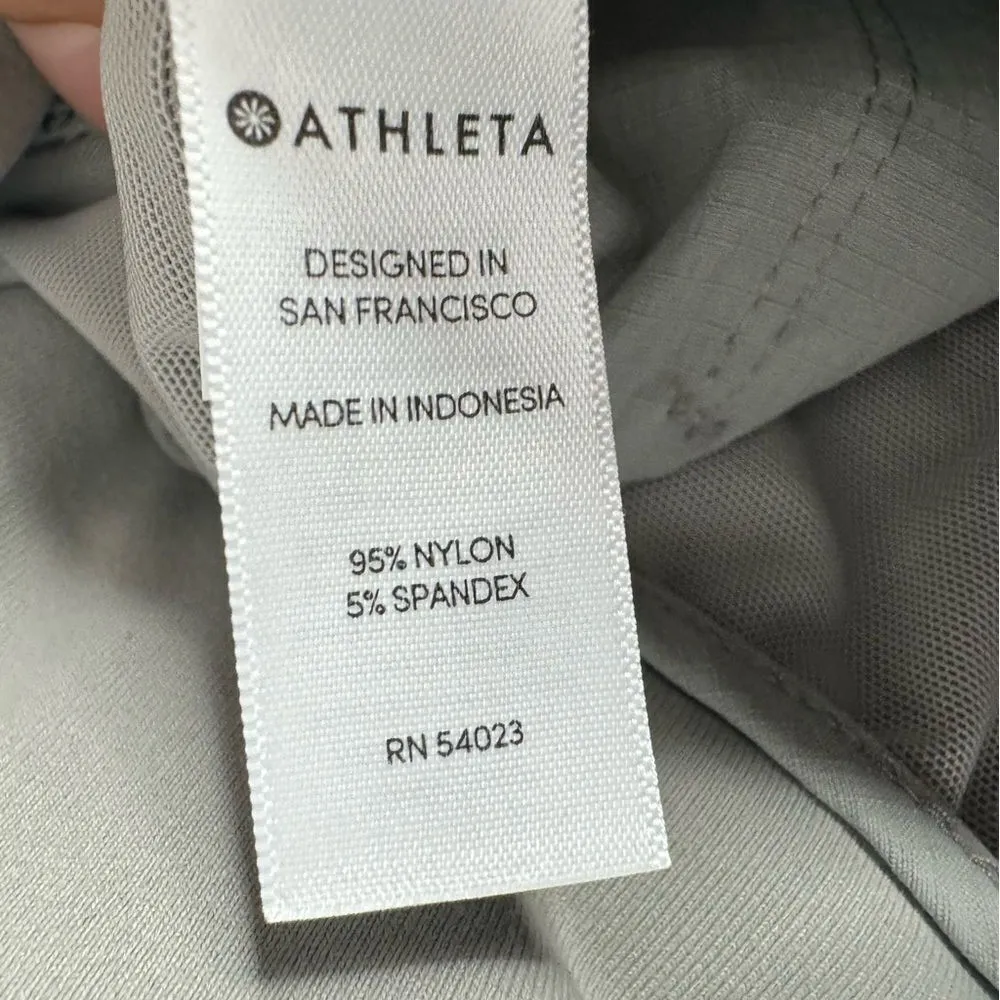 ATHLETA
DESIGNED IN
SAN FRANCISCO
MADE IN INDONESIA
95% NYLON
5% SPANDEX
RN 54023